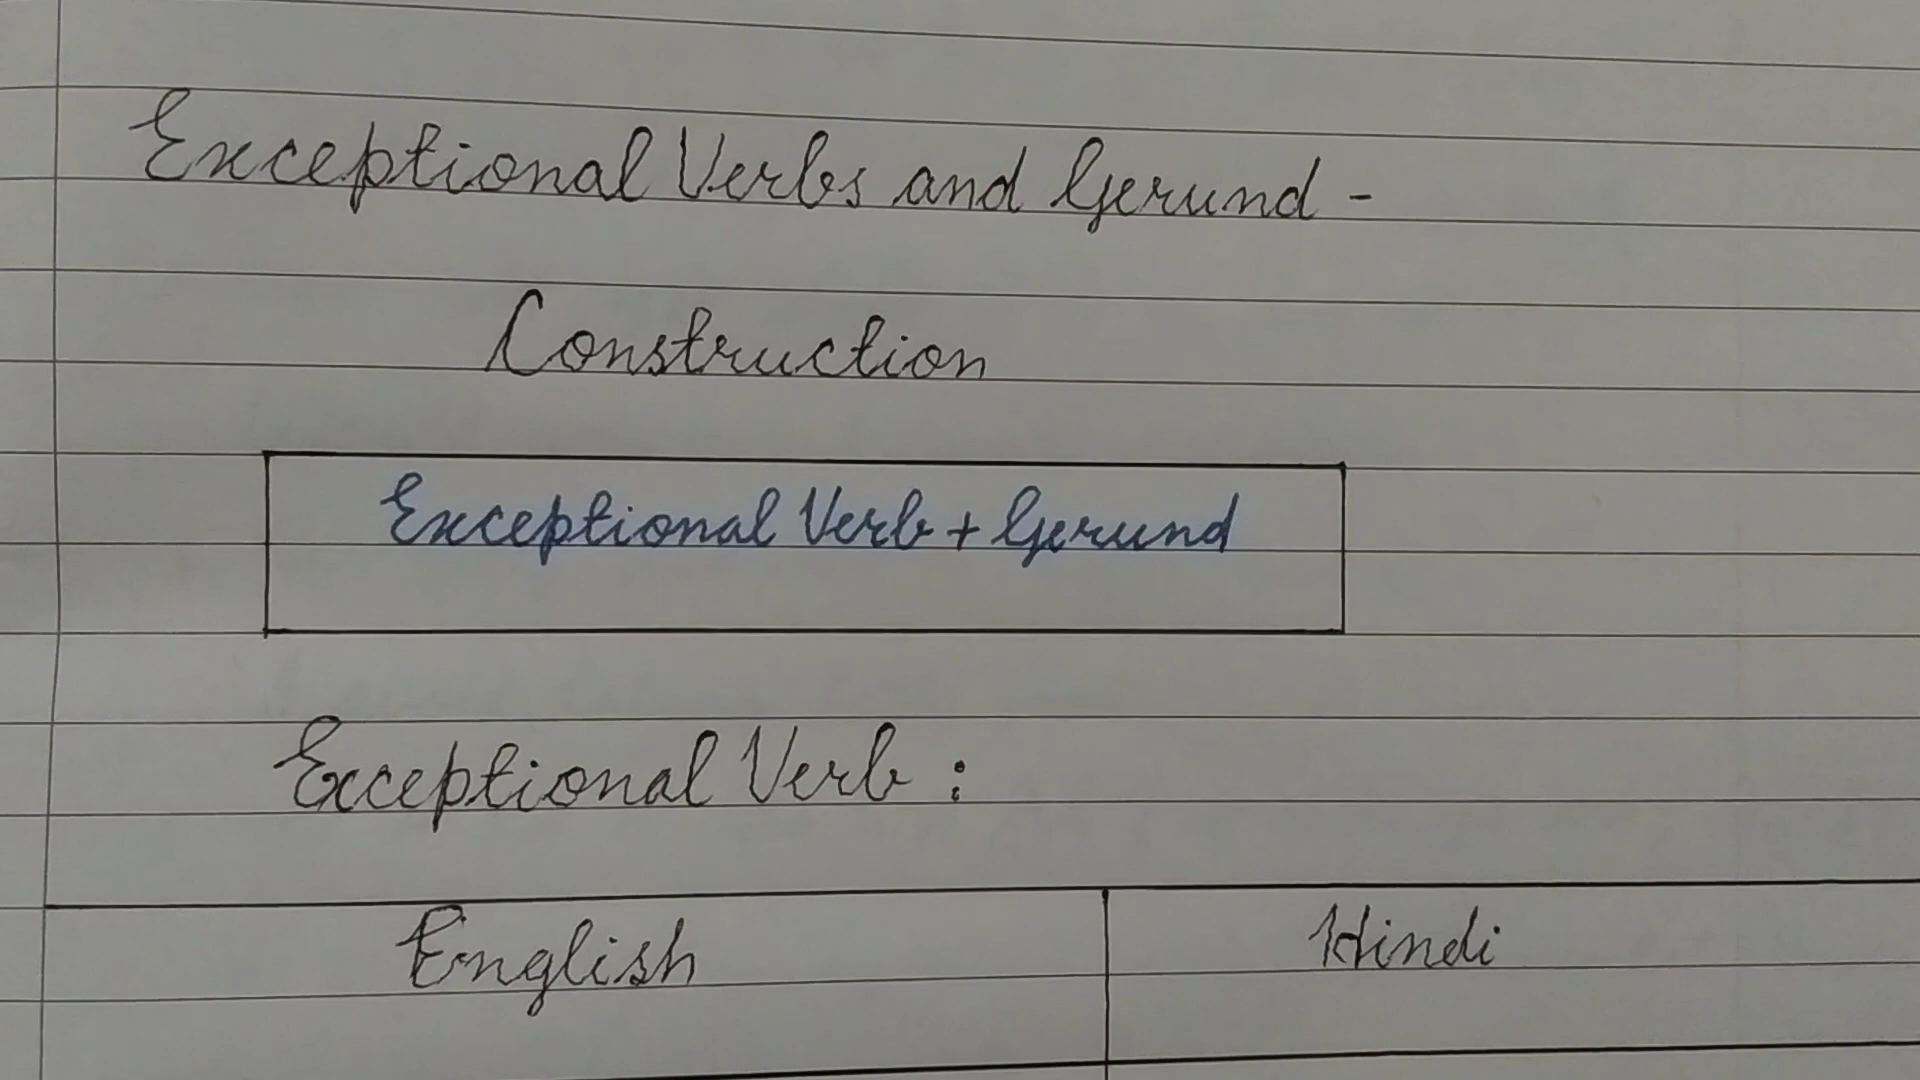 Exceptional Verbs and Gerund -
Construction
Exceptional Verb + Gerund
Exceptional Verb :
English Hindi